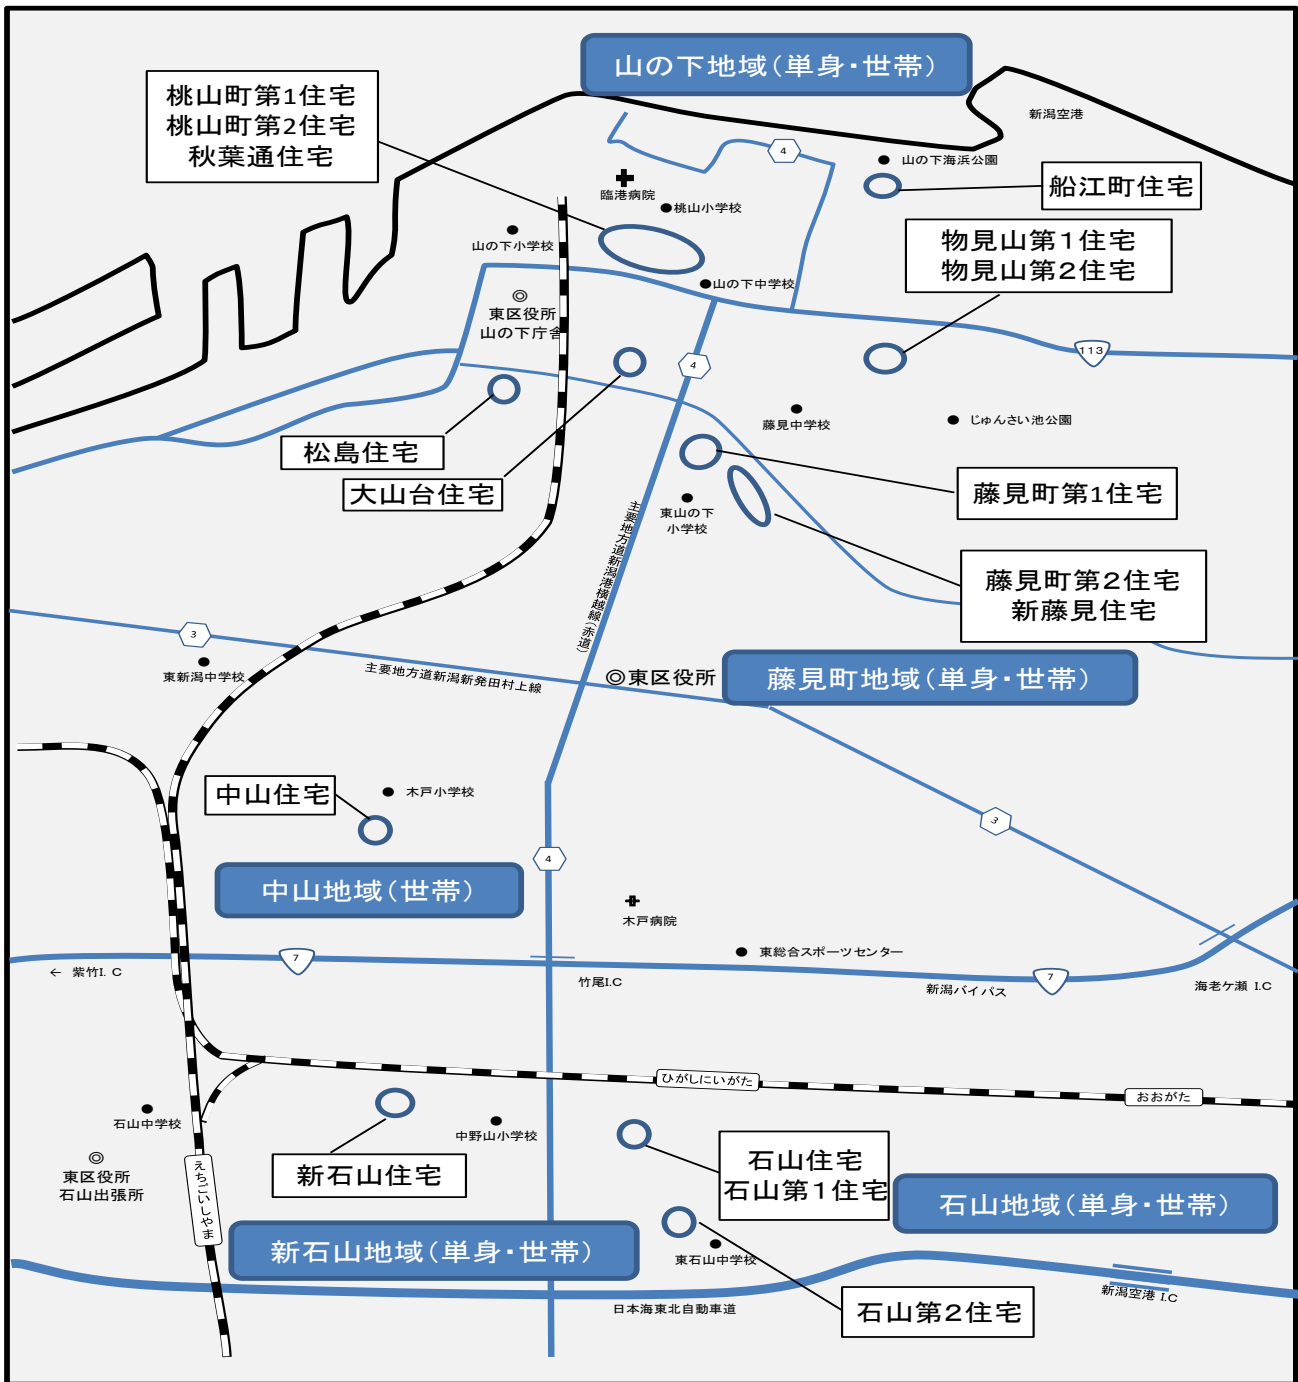 山の下地域(単身・世帯)
桃山町第1住宅
桃山町第2住宅
秋葉通住宅
新潟空港
4
山の下海浜公園
船江町住宅
臨港病院
桃山小学校
山の下小学校
物見山第1住宅
物見山第2住宅
山の下中学校
◎
東区役所
山の下庁舎
113
4
藤見中学校
じゅんさい池公園
松島住宅
大山台住宅
藤見町第1住宅
東山の下
小学校
主要地方道新潟港横越線(赤道)
藤見町第2住宅
新藤見住宅
3
東新潟中学校
主要地方道新潟新発田村上線
◎東区役所
藤見町地域(単身・世帯)
中山住宅
木戸小学校
3
4
中山地域(世帯)
木戸病院
東総合スポーツセンター
7
← 紫竹I.C
竹尾I.C
7
新潟バイパス
海老ケ瀬 I.C
ひがしにいがた
おおがた
石山中学校
中野山小学校
新石山住宅
石山住宅
石山第1住宅
◎
東区役所
石山出張所
えちごいしやま
石山地域(単身・世帯)
新石山地域(単身・世帯)
東石山中学校
新潟空港 I.C
日本海東北自動車道
石山第2住宅